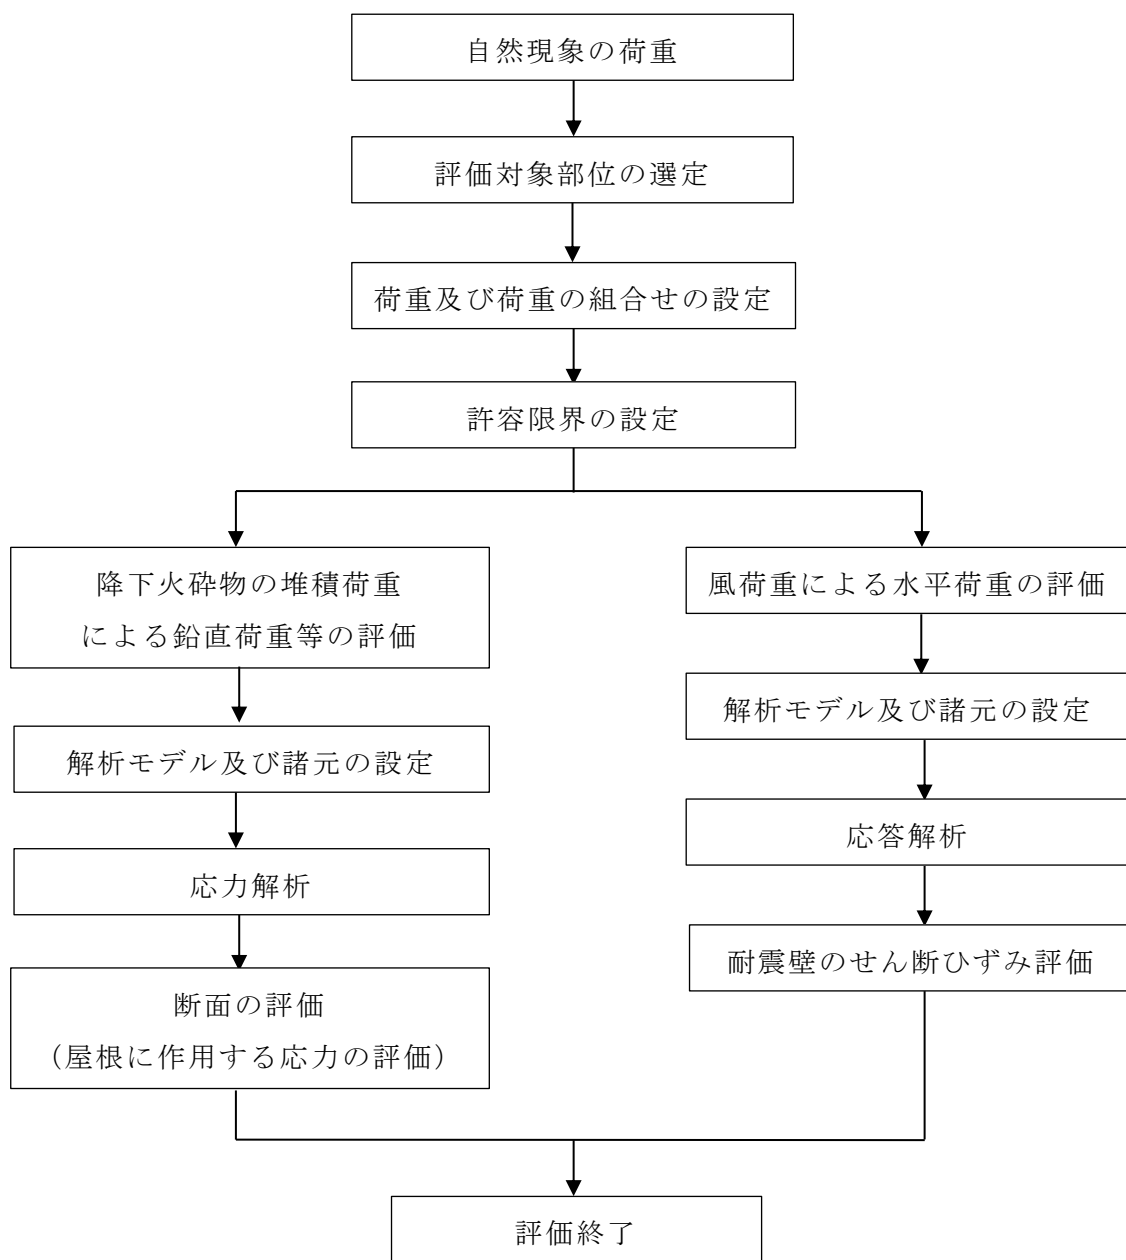 自然現象の荷重
評価対象部位の選定
荷重及び荷重の組合せの設定
許容限界の設定
降下火砕物の堆積荷重
による鉛直荷重等の評価
解析モデル及び諸元の設定
応力解析
断面の評価
（屋根に作用する応力の評価）
風荷重による水平荷重の評価
解析モデル及び諸元の設定
応答解析
耐震壁のせん断ひずみ評価
評価終了